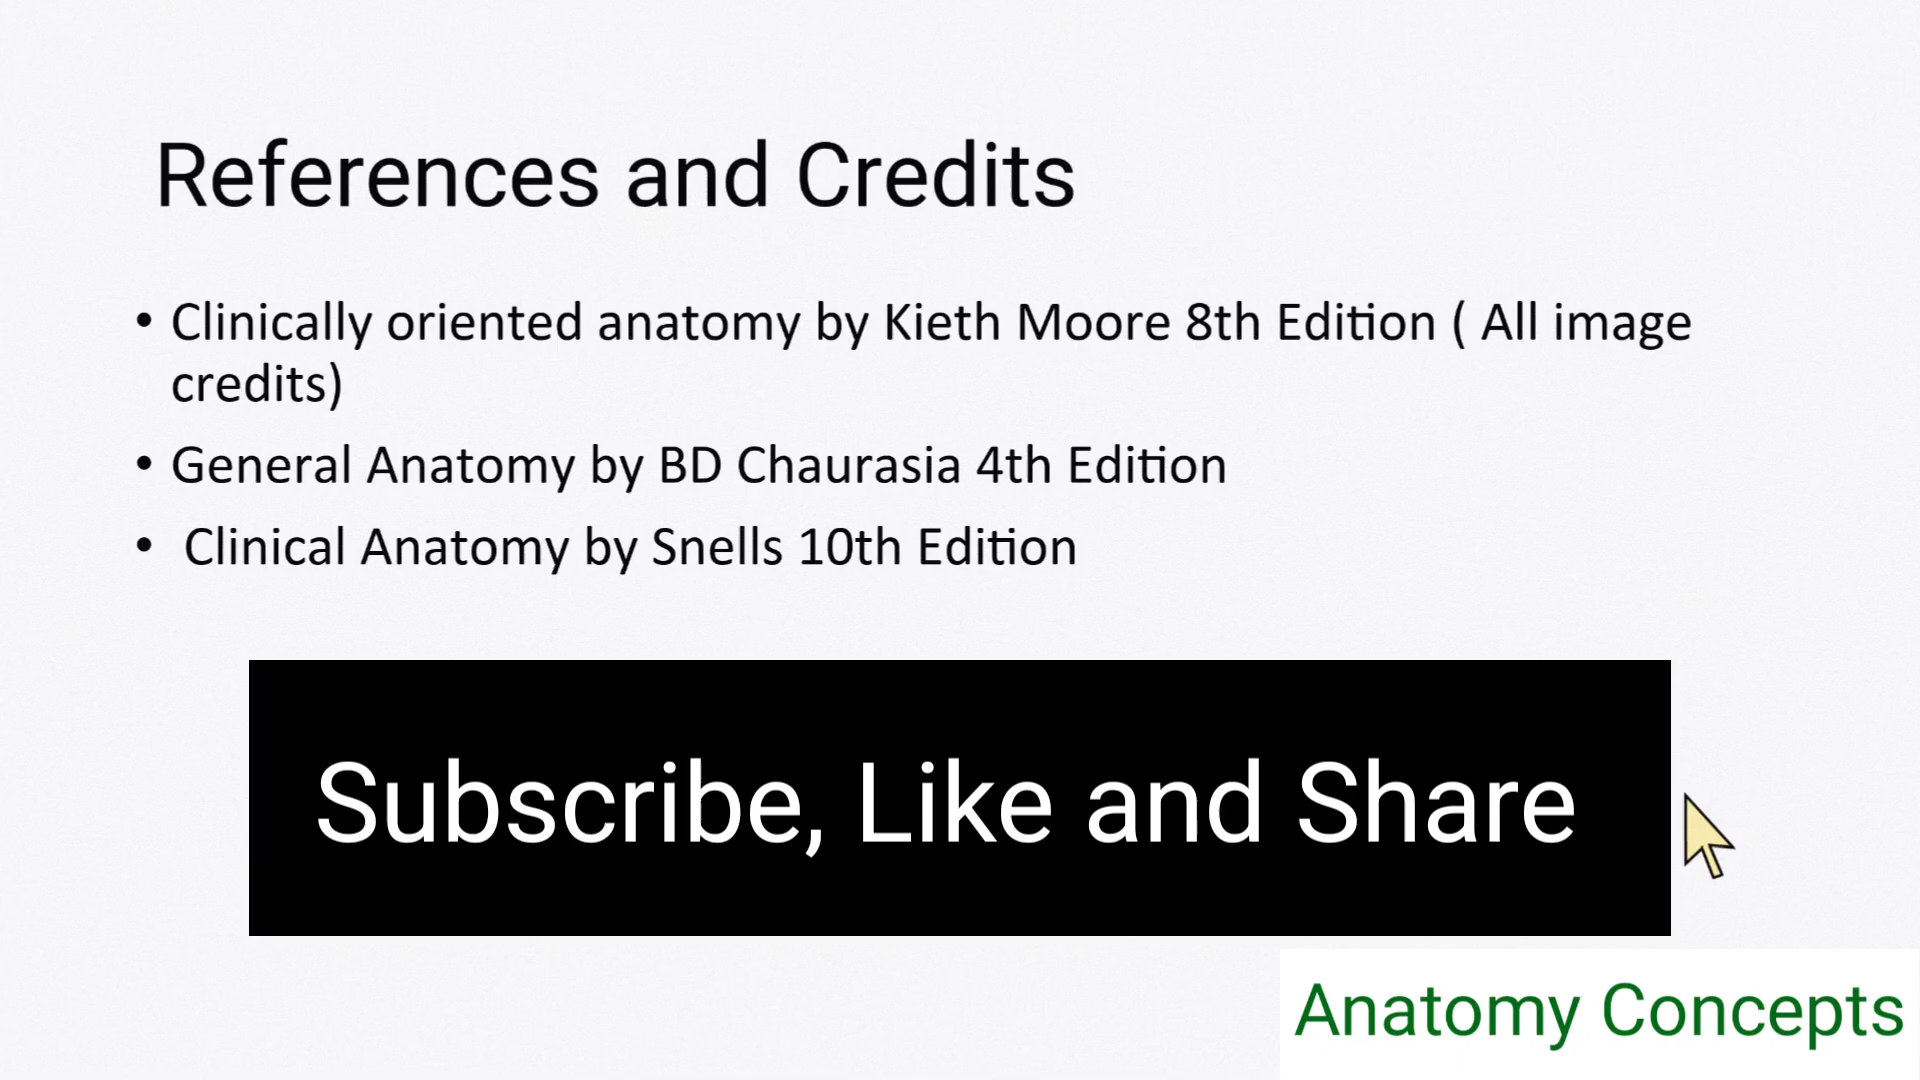 References and Credits
• Clinically oriented anatomy by Kieth Moore 8th Edition ( All image
credits)
• General Anatomy by BD Chaurasia 4th Edition
• Clinical Anatomy by Snells 10th Edition
Subscribe, Like and Share
Anatomy Concepts